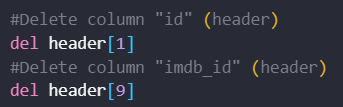 #Delete column "id" (header)
del header[1]
#Delete column "imdb_id" (header)
del header[9]